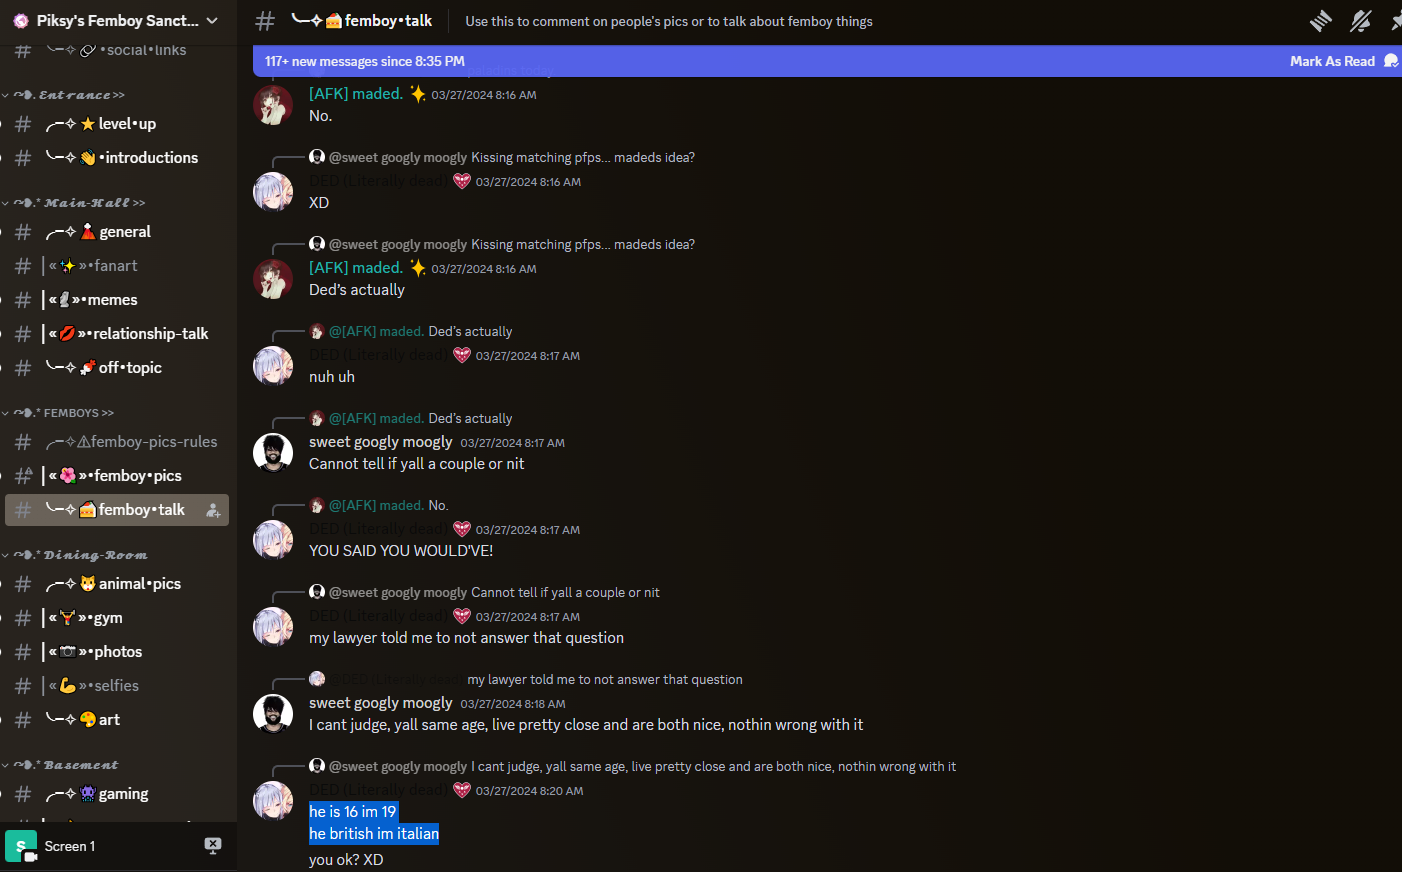 Piksy's Femboy Sanct...
femboy•talk
Use this to comment on people's pics or to talk about femboy things
•social•links
117+ new messages since 8:35 PM
Mark As Read
paladins today
Entrance >>
level•up
•introductions
.* Main-Hall >>
general
«»•fanart
«»•memes
«»•relationship-talk
off•topic
.* FEMBOYS >>
femboy-pics-rules
«»•femboy•pics
femboy•talk
.* Dining-Room
animal•pics
«»•gym
«»•photos
«»•selfies
art
.* Basement
gaming
S
Screen 1
[AFK] maded. 03/27/2024 8:16 AM
No.
@sweet googly moogly Kissing matching pfps... madeds idea?
DED (Literally dead) 03/27/2024 8:16 AM
XD
@sweet googly moogly Kissing matching pfps... madeds idea?
[AFK] maded. 03/27/2024 8:16 AM
Ded's actually
@[AFK] maded. Ded's actually
DED (Literally dead) 03/27/2024 8:17 AM
nuh uh
@[AFK] maded. Ded's actually
sweet googly moogly 03/27/2024 8:17 AM
Cannot tell if yall a couple or nit
@[AFK] maded. No.
DED (Literally dead) 03/27/2024 8:17 AM
YOU SAID YOU WOULD'VE!
@sweet googly moogly Cannot tell if yall a couple or nit
DED (Literally dead) 03/27/2024 8:17 AM
my lawyer told me to not answer that question
@DED (Literally dead) my lawyer told me to not answer that question
sweet googly moogly 03/27/2024 8:18 AM
I cant judge, yall same age, live pretty close and are both nice, nothin wrong with it
@sweet googly moogly I cant judge, yall same age, live pretty close and are both nice, nothin wrong with it
DED (Literally dead) 03/27/2024 8:20 AM
he is 16 im 19
he british im italian
you ok? XD